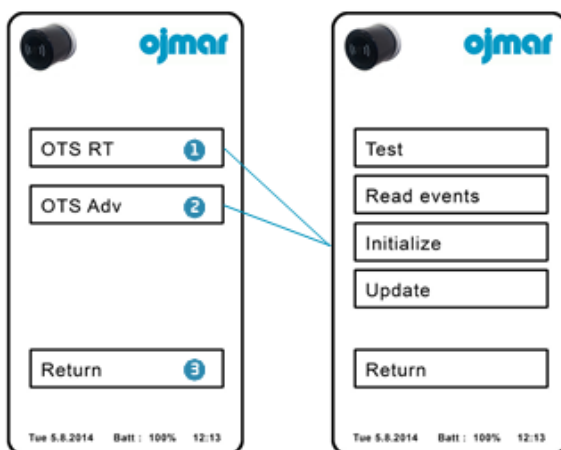 ojmar
OTS RT 1
OTS Adv 2
Return 3
Tue 5.8.2014 Batt : 100% 12:13
ojmar
Test
Read events
Initialize
Update
Return
Tue 5.8.2014 Batt : 100% 12:13